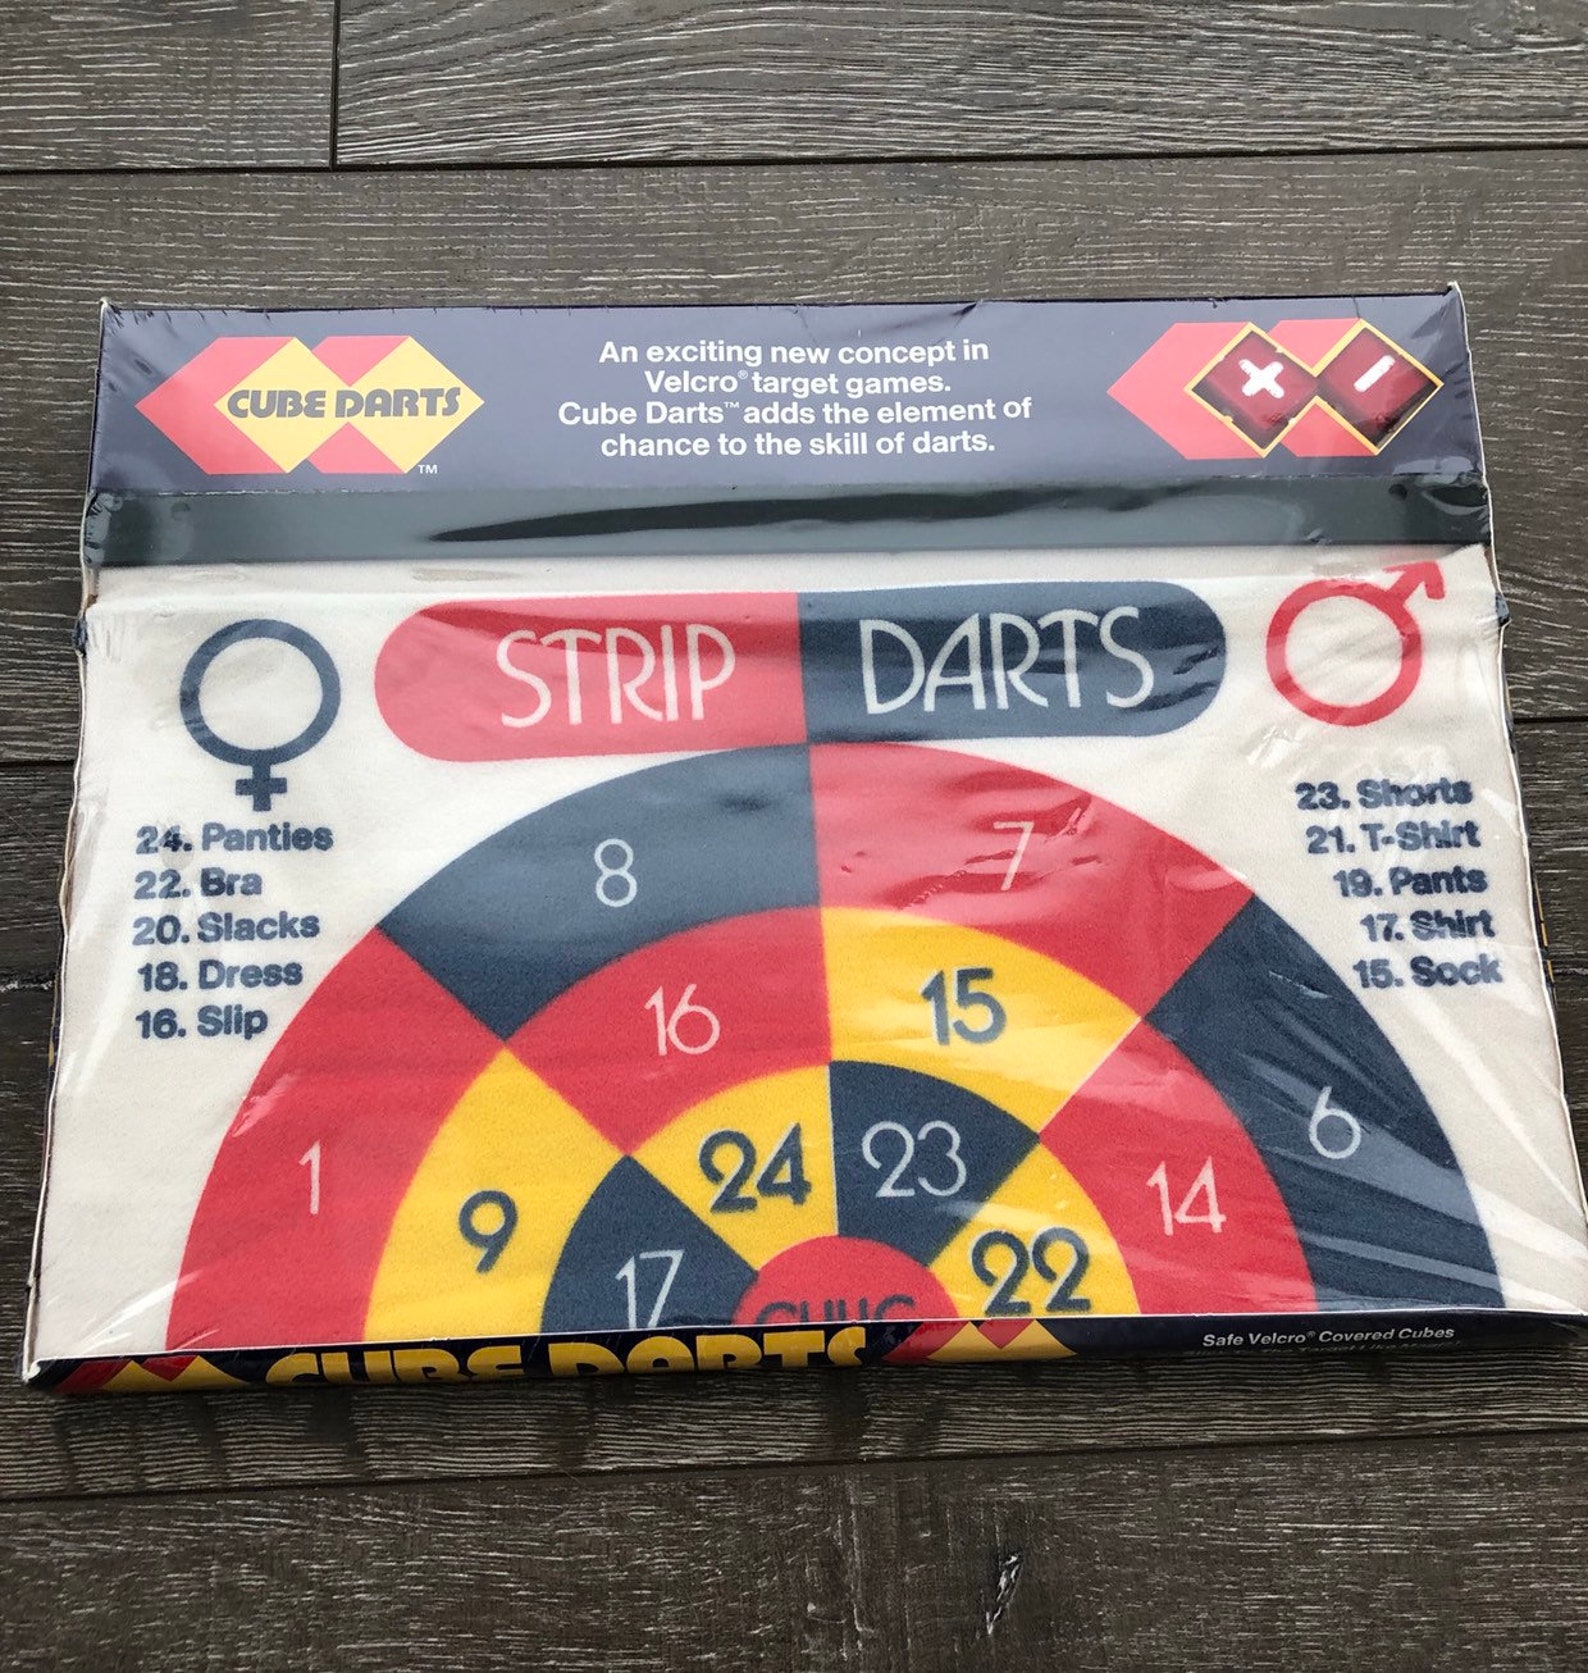 CUBE DARTS
TM
An exciting new concept in
Velcro® target games.
Cube Darts™ adds the element of
chance to the skill of darts.
+ −
STRIP DARTS
24. Panties
22. Bra
20. Slacks
18. Dress
16. Slip
23. Shorts
21. T-Shirt
19. Pants
17. Shirt
15. Sock
8
7
16
15
1
9
24
23
14
6
17
22
CUBE DARTS
Safe Velcro® Covered Cubes